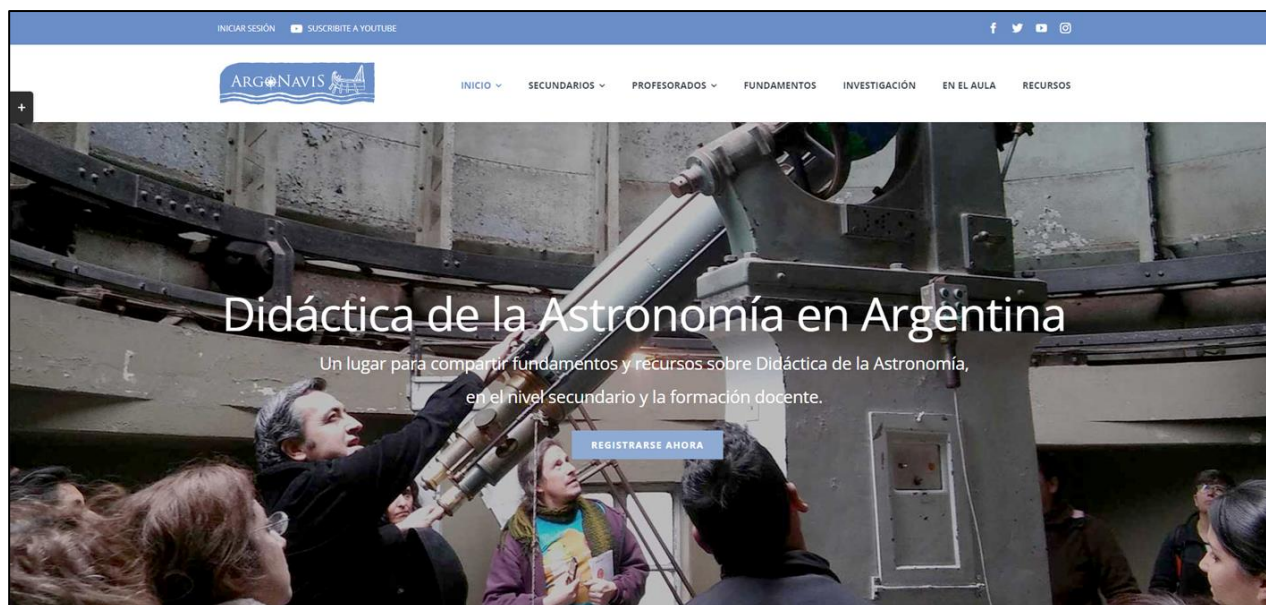 INICIAR SESIÓN
SUSCRIBITE A YOUTUBE
ARGONAVIS
INICIO
SECUNDARIOS
PROFESORADOS
FUNDAMENTOS
INVESTIGACIÓN
EN EL AULA
RECURSOS
+
Didáctica de la Astronomía en Argentina
Un lugar para compartir fundamentos y recursos sobre Didáctica de la Astronomía,
en el nivel secundario y la formación docente.
REGISTRARSE AHORA